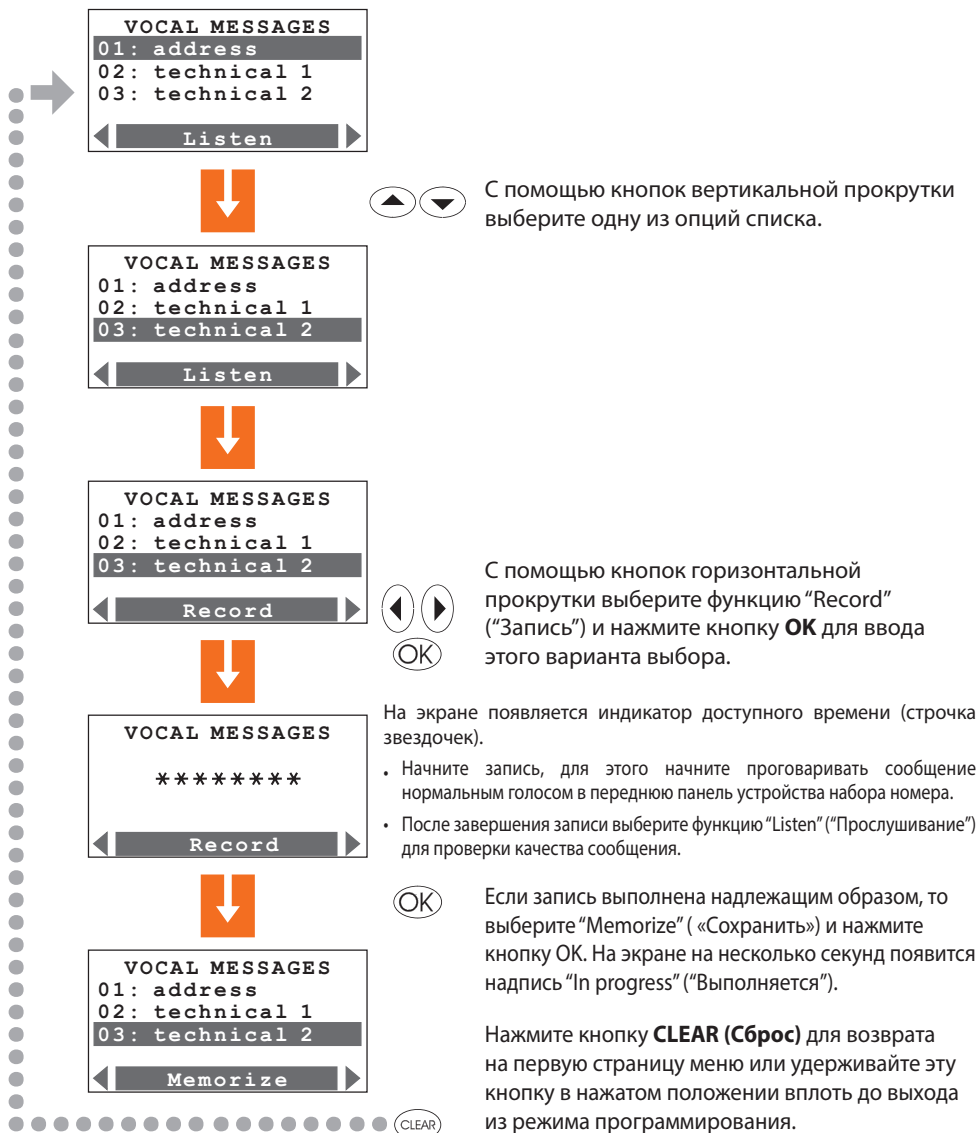 VOCAL MESSAGES
01: address
02: technical 1
03: technical 2
Listen
С помощью кнопок вертикальной прокрутки
выберите одну из опций списка.
VOCAL MESSAGES
01: address
02: technical 1
03: technical 2
Listen
VOCAL MESSAGES
01: address
02: technical 1
03: technical 2
Record
OK
С помощью кнопок горизонтальной
прокрутки выберите функцию “Record”
(“Запись”) и нажмите кнопку OK для ввода
этого варианта выбора.
VOCAL MESSAGES
********
Record
На экране появляется индикатор доступного времени (строчка
звездочек).
• Начните запись, для этого начните проговаривать сообщение
нормальным голосом в переднюю панель устройства набора номера.
• После завершения записи выберите функцию “Listen” (“Прослушивание”)
для проверки качества сообщения.
OK
Если запись выполнена надлежащим образом, то
выберите “Memorize” ( «Сохранить») и нажмите
кнопку OK. На экране на несколько секунд появится
надпись “In progress” (“Выполняется”).
VOCAL MESSAGES
01: address
02: technical 1
03: technical 2
Memorize
Нажмите кнопку CLEAR (Сброс) для возврата
на первую страницу меню или удерживайте эту
кнопку в нажатом положении вплоть до выхода
из режима программирования.
CLEAR